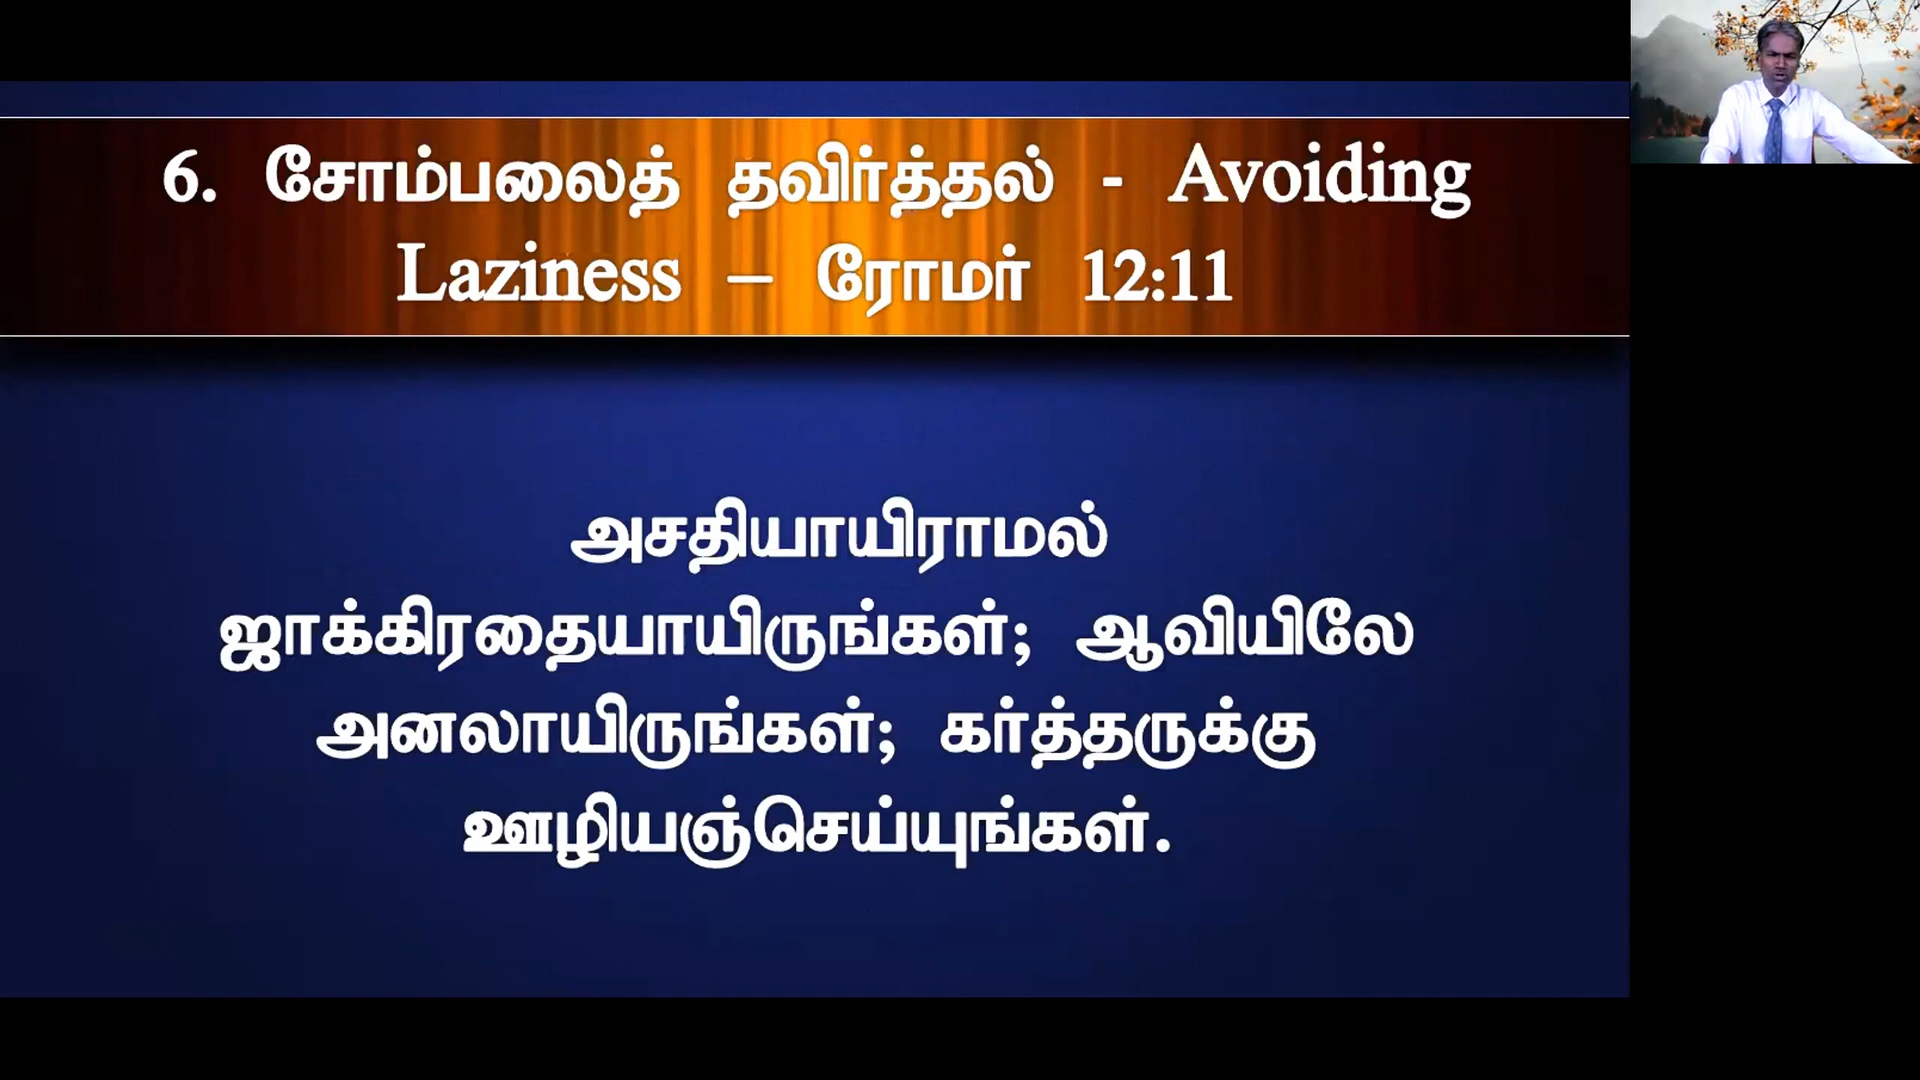 6. சோம்பலைத் தவிர்த்தல் - Avoiding
Laziness – ரோமர் 12:11
அசதியாயிராமல்
ஜாக்கிரதையாயிருங்கள்; ஆவியிலே
அனலாயிருங்கள்; கர்த்தருக்கு
ஊழியஞ்செய்யுங்கள்.